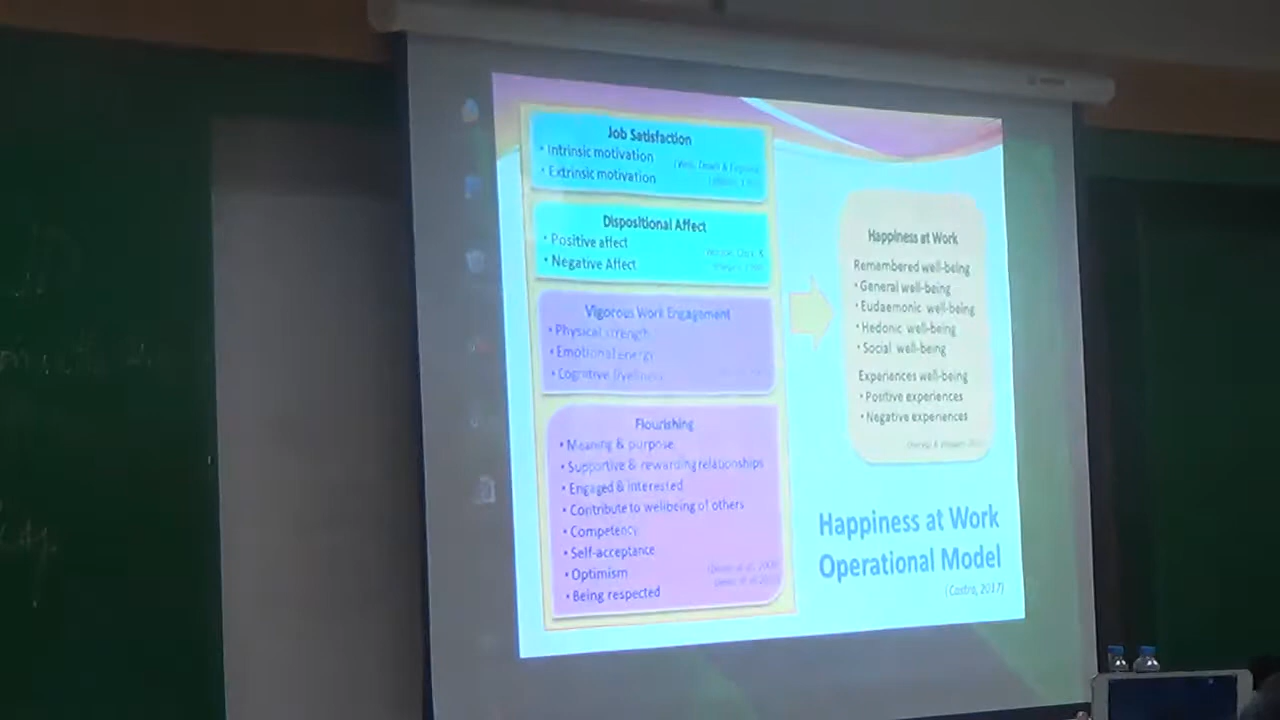 Job Satisfaction
• Intrinsic motivation
• Extrinsic motivation
Dispositional Affect
• Positive affect
• Negative Affect
Vigorous Work Engagement
• Physical strength
• Emotional energy
• Cognitive liveliness
Flourishing
• Meaning & purpose
• Supportive & rewarding relationships
• Engaged & interested
• Contribute to wellbeing of others
• Competency
• Self-acceptance
• Optimism
• Being respected
Happiness at Work
Remembered well-being
• General well-being
• Eudaemonic well-being
• Hedonic well-being
• Social well-being
Experiences well-being
• Positive experiences
• Negative experiences
Happiness at Work
Operational Model
(Castro, 2017)